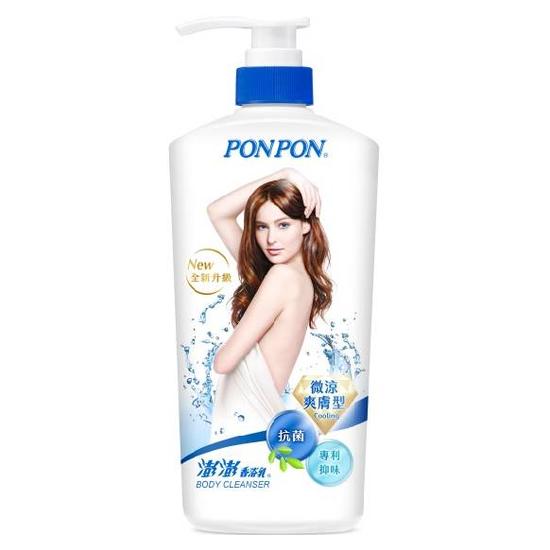 PONPON®
New
全新升級
微涼
爽膚型
Cooling
抗菌
專利
抑味
澎澎香浴乳®
BODY CLEANSER